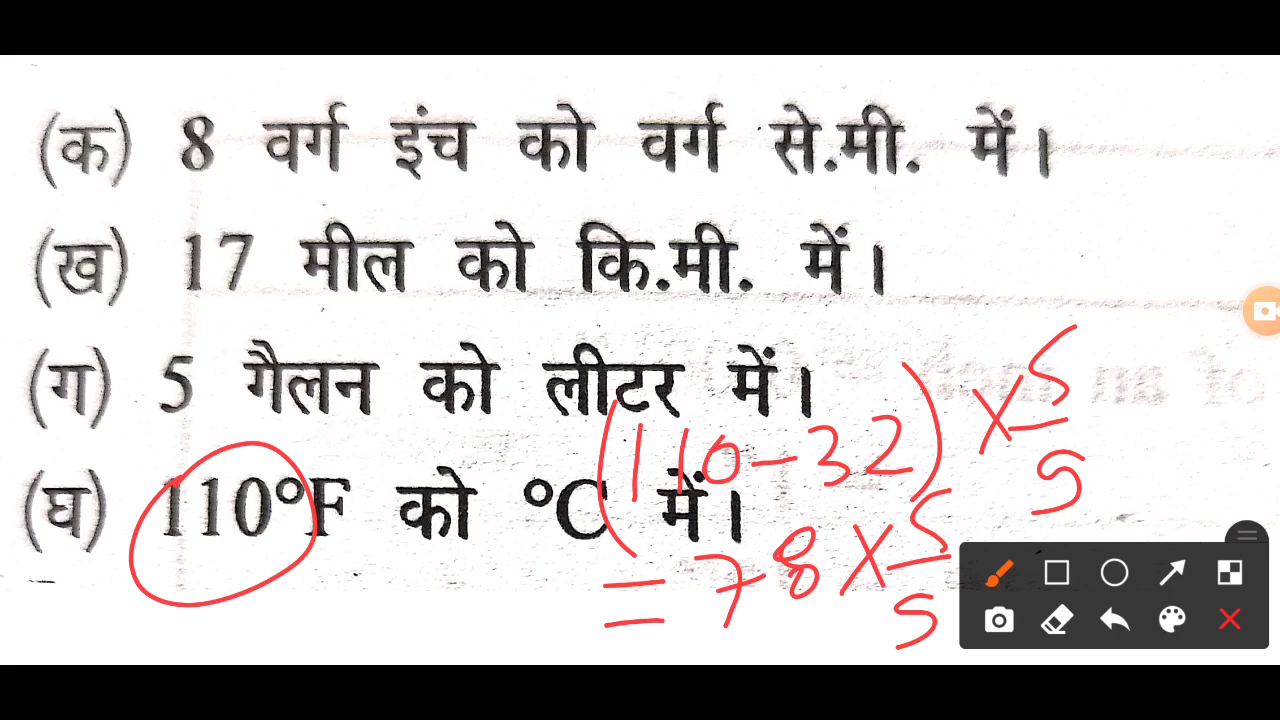 (क) 8 वर्ग इंच को वर्ग से.मी. में।
(ख) 17 मील को कि.मी. में।
(ग) 5 गैलन को लीटर में।
(घ) 110°F को °C में।
(110-32) × 5/9
= 78 × 5/9